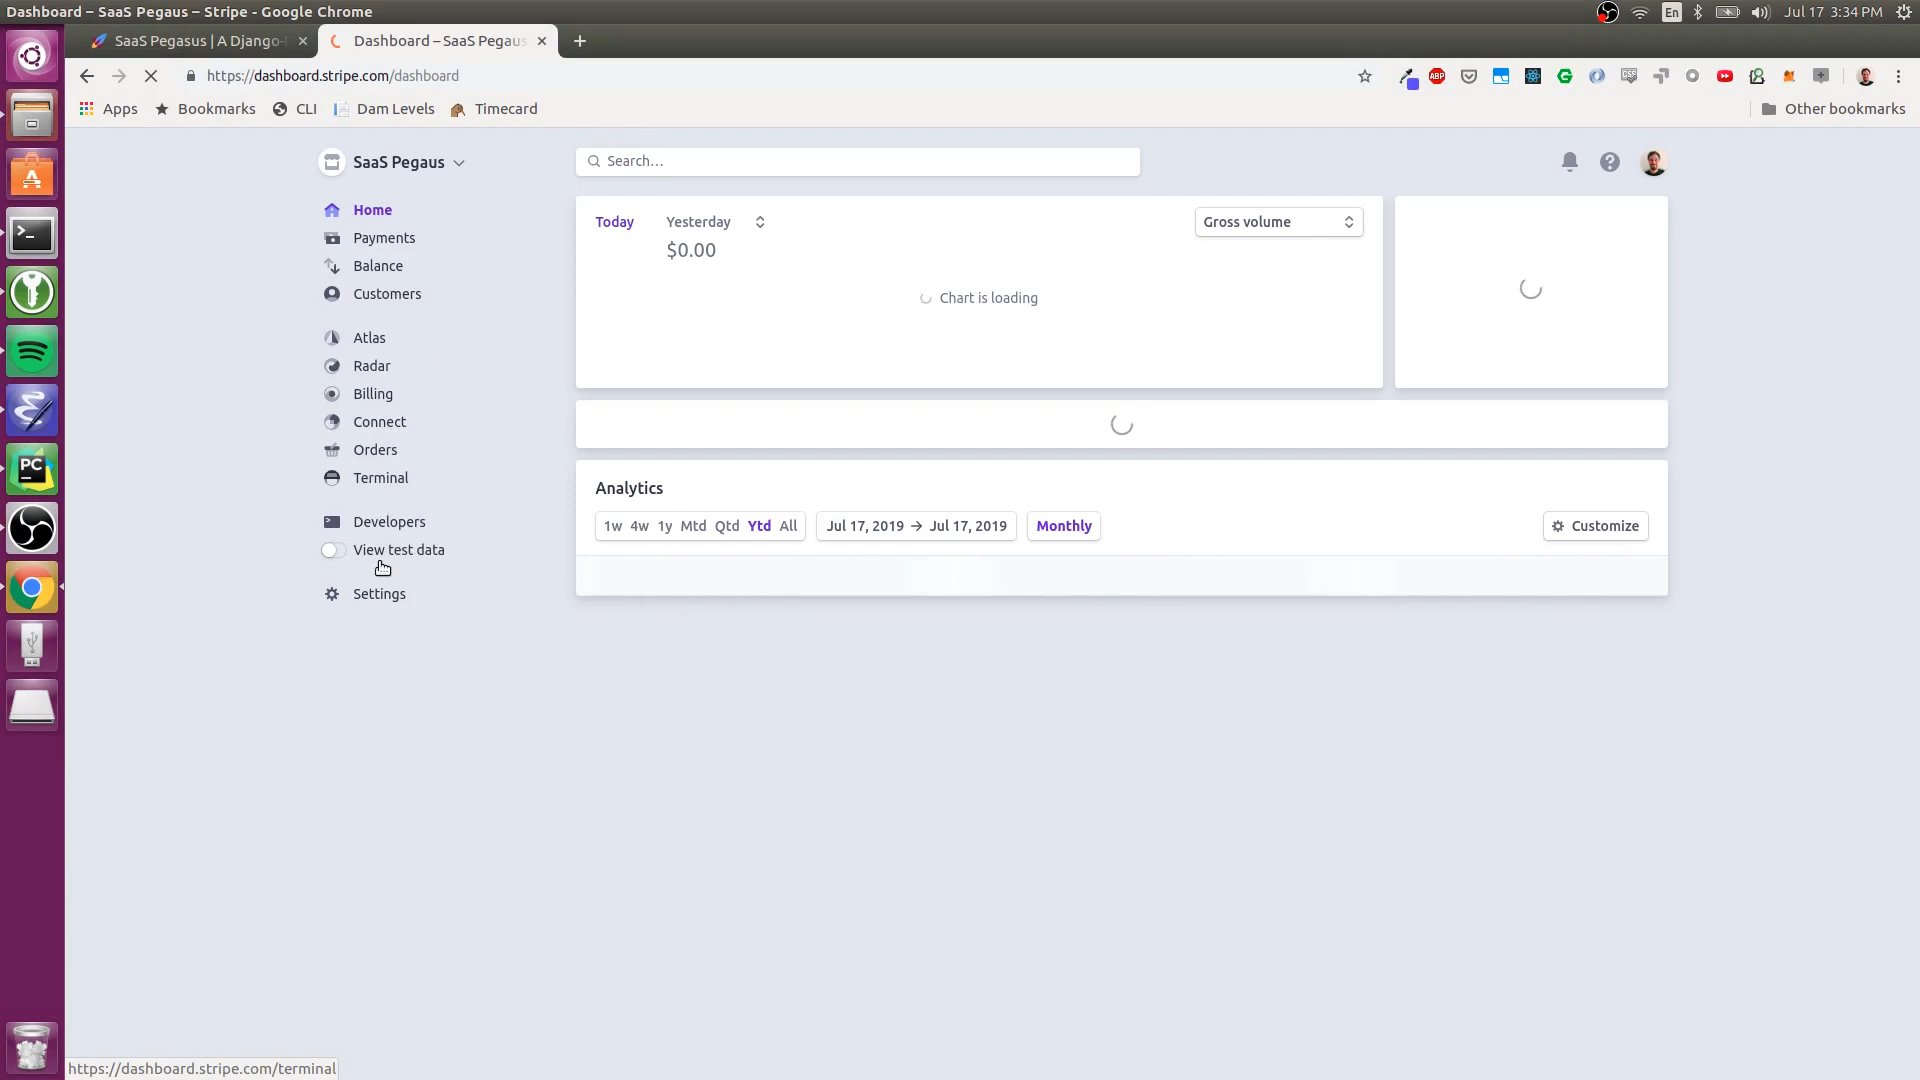 Dashboard – SaaS Pegaus – Stripe - Google Chrome
En
Jul 17 3:34 PM
SaaS Pegasus | A Django-
Dashboard – SaaS Pegaus
https://dashboard.stripe.com/dashboard
ABP
CSS
Apps
Bookmarks
CLI
Dam Levels
Timecard
Other bookmarks
SaaS Pegaus
Search…
Home
Payments
Balance
Customers
Atlas
Radar
Billing
Connect
Orders
Terminal
Developers
View test data
Settings
Today
Yesterday
Gross volume
$0.00
Chart is loading
Analytics
1w 4w 1y Mtd Qtd Ytd All
Jul 17, 2019 → Jul 17, 2019
Monthly
Customize
PC
https://dashboard.stripe.com/terminal